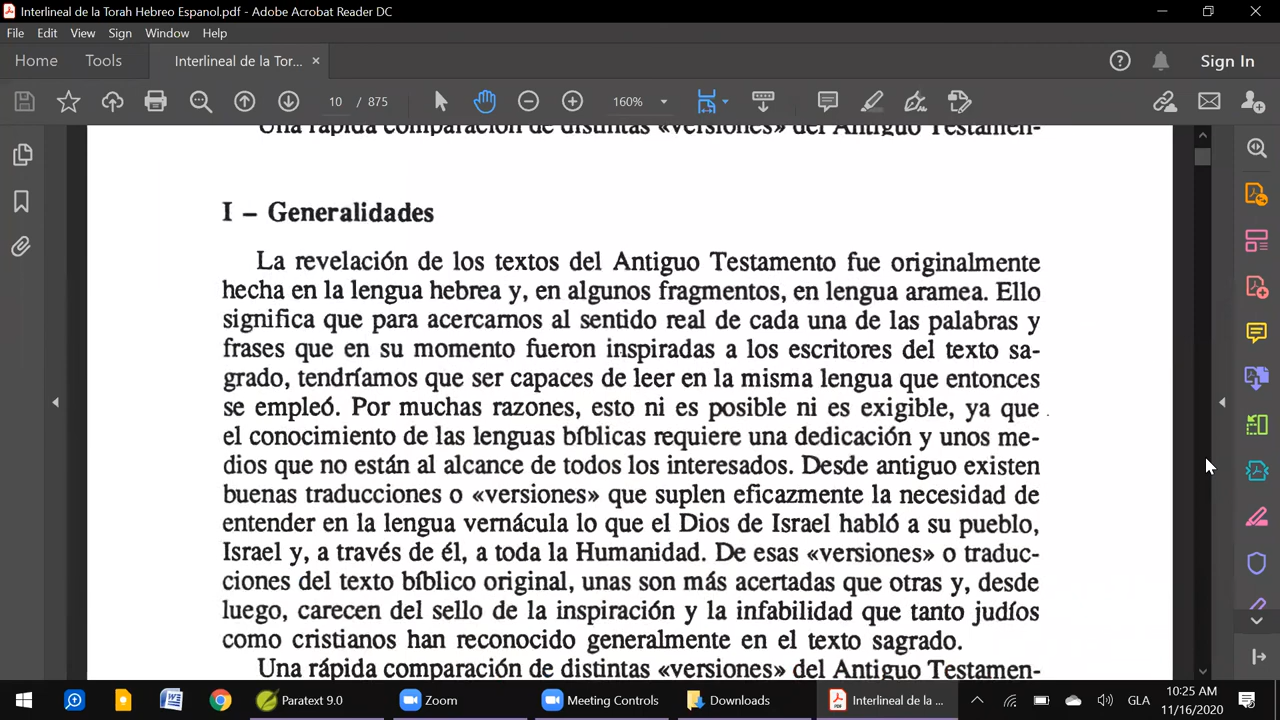 Interlineal de la Torah Hebreo Espanol.pdf - Adobe Acrobat Reader DC
File Edit View Sign Window Help
Home Tools Interlineal de la Tor... × Sign In
10 / 875 160%
Una rápida comparación de distintas «versiones» del Antiguo Testamen-
I – Generalidades
La revelación de los textos del Antiguo Testamento fue originalmente
hecha en la lengua hebrea y, en algunos fragmentos, en lengua aramea. Ello
significa que para acercarnos al sentido real de cada una de las palabras y
frases que en su momento fueron inspiradas a los escritores del texto sa-
grado, tendríamos que ser capaces de leer en la misma lengua que entonces
se empleó. Por muchas razones, esto ni es posible ni es exigible, ya que
el conocimiento de las lenguas bíblicas requiere una dedicación y unos me-
dios que no están al alcance de todos los interesados. Desde antiguo existen
buenas traducciones o «versiones» que suplen eficazmente la necesidad de
entender en la lengua vernácula lo que el Dios de Israel habló a su pueblo,
Israel y, a través de él, a toda la Humanidad. De esas «versiones» o traduc-
ciones del texto bíblico original, unas son más acertadas que otras y, desde
luego, carecen del sello de la inspiración y la infabilidad que tanto judíos
como cristianos han reconocido generalmente en el texto sagrado.
Una rápida comparación de distintas «versiones» del Antiguo Testamen-
Paratext 9.0 Zoom Meeting Controls Downloads Interlineal de la ... GLA 10:25 AM
11/16/2020